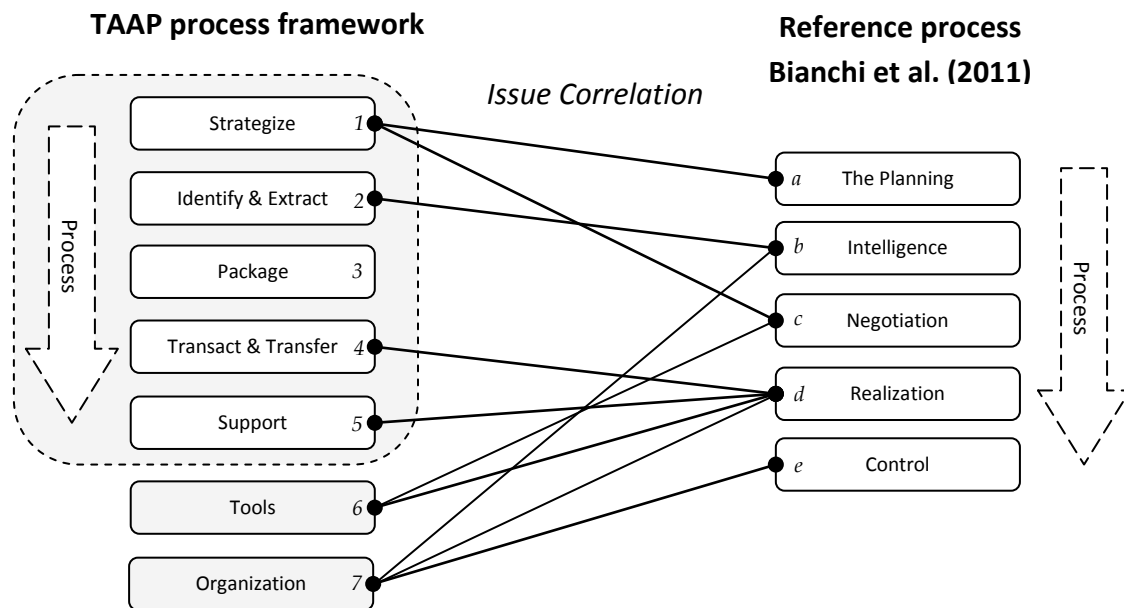 TAAP process framework
Reference process
Bianchi et al. (2011)
Issue Correlation
Process
Strategize 1
Identify & Extract 2
Package 3
Transact & Transfer 4
Support 5
Tools 6
Organization 7
a The Planning
b Intelligence
c Negotiation
d Realization
e Control
Process